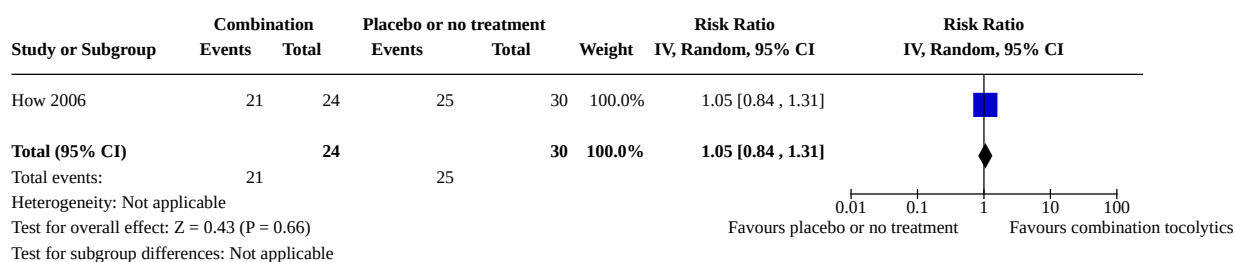 Combination Placebo or no treatment Risk Ratio Risk Ratio
Study or Subgroup Events Total Events Total Weight IV, Random, 95% CI IV, Random, 95% CI
How 2006 21 24 25 30 100.0% 1.05 [0.84 , 1.31]
Total (95% CI) 24 30 100.0% 1.05 [0.84 , 1.31]
Total events: 21 25
Heterogeneity: Not applicable
0.01 0.1 1 10 100
Test for overall effect: Z = 0.43 (P = 0.66) Favours placebo or no treatment Favours combination tocolytics
Test for subgroup differences: Not applicable